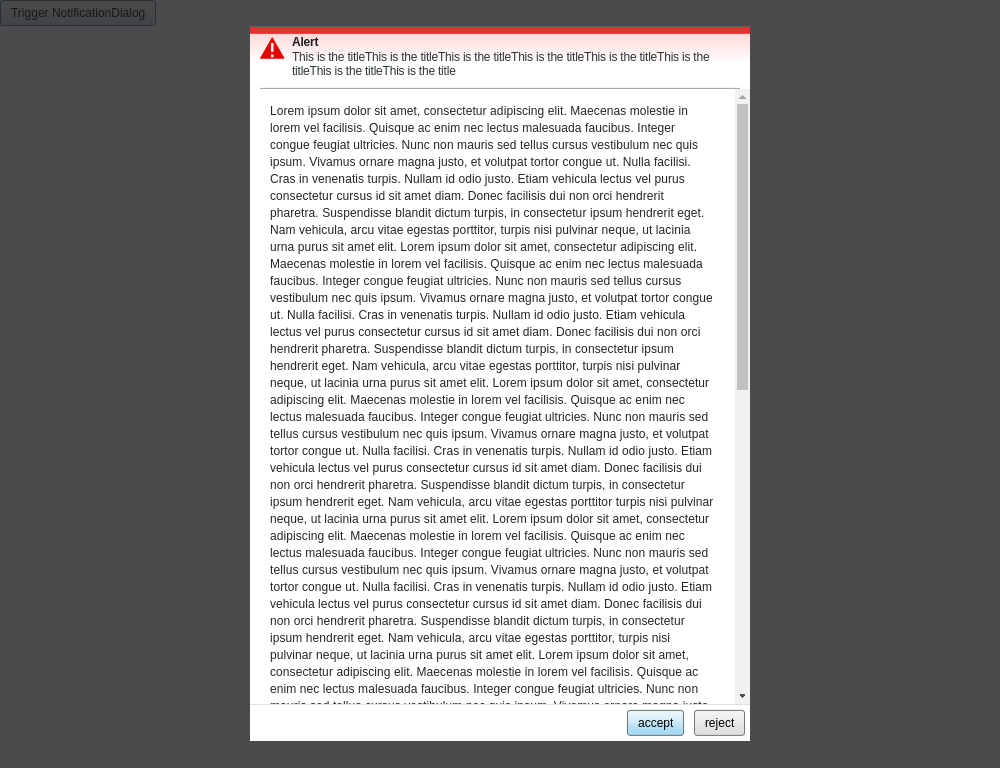 Trigger NotificationDialog
Alert
This is the titleThis is the titleThis is the titleThis is the titleThis is the titleThis is the
titleThis is the titleThis is the title
Lorem ipsum dolor sit amet, consectetur adipiscing elit. Maecenas molestie in
lorem vel facilisis. Quisque ac enim nec lectus malesuada faucibus. Integer
congue feugiat ultricies. Nunc non mauris sed tellus cursus vestibulum nec quis
ipsum. Vivamus ornare magna justo, et volutpat tortor congue ut. Nulla facilisi.
Cras in venenatis turpis. Nullam id odio justo. Etiam vehicula lectus vel purus
consectetur cursus id sit amet diam. Donec facilisis dui non orci hendrerit
pharetra. Suspendisse blandit dictum turpis, in consectetur ipsum hendrerit eget.
Nam vehicula, arcu vitae egestas porttitor, turpis nisi pulvinar neque, ut lacinia
urna purus sit amet elit. Lorem ipsum dolor sit amet, consectetur adipiscing elit.
Maecenas molestie in lorem vel facilisis. Quisque ac enim nec lectus malesuada
faucibus. Integer congue feugiat ultricies. Nunc non mauris sed tellus cursus
vestibulum nec quis ipsum. Vivamus ornare magna justo, et volutpat tortor congue
ut. Nulla facilisi. Cras in venenatis turpis. Nullam id odio justo. Etiam vehicula
lectus vel purus consectetur cursus id sit amet diam. Donec facilisis dui non orci
hendrerit pharetra. Suspendisse blandit dictum turpis, in consectetur ipsum
hendrerit eget. Nam vehicula, arcu vitae egestas porttitor, turpis nisi pulvinar
neque, ut lacinia urna purus sit amet elit. Lorem ipsum dolor sit amet, consectetur
adipiscing elit. Maecenas molestie in lorem vel facilisis. Quisque ac enim nec
lectus malesuada faucibus. Integer congue feugiat ultricies. Nunc non mauris sed
tellus cursus vestibulum nec quis ipsum. Vivamus ornare magna justo, et volutpat
tortor congue ut. Nulla facilisi. Cras in venenatis turpis. Nullam id odio justo. Etiam
vehicula lectus vel purus consectetur cursus id sit amet diam. Donec facilisis dui
non orci hendrerit pharetra. Suspendisse blandit dictum turpis, in consectetur
ipsum hendrerit eget. Nam vehicula, arcu vitae egestas porttitor turpis nisi pulvinar
neque, ut lacinia urna purus sit amet elit. Lorem ipsum dolor sit amet, consectetur
adipiscing elit. Maecenas molestie in lorem vel facilisis. Quisque ac enim nec
lectus malesuada faucibus. Integer congue feugiat ultricies. Nunc non mauris sed
tellus cursus vestibulum nec quis ipsum. Vivamus ornare magna justo, et volutpat
tortor congue ut. Nulla facilisi. Cras in venenatis turpis. Nullam id odio justo. Etiam
vehicula lectus vel purus consectetur cursus id sit amet diam. Donec facilisis dui
non orci hendrerit pharetra. Suspendisse blandit dictum turpis, in consectetur
ipsum hendrerit eget. Nam vehicula, arcu vitae egestas porttitor, turpis nisi
pulvinar neque, ut lacinia urna purus sit amet elit. Lorem ipsum dolor sit amet,
consectetur adipiscing elit. Maecenas molestie in lorem vel facilisis. Quisque ac
enim nec lectus malesuada faucibus. Integer congue feugiat ultricies. Nunc non
accept
reject